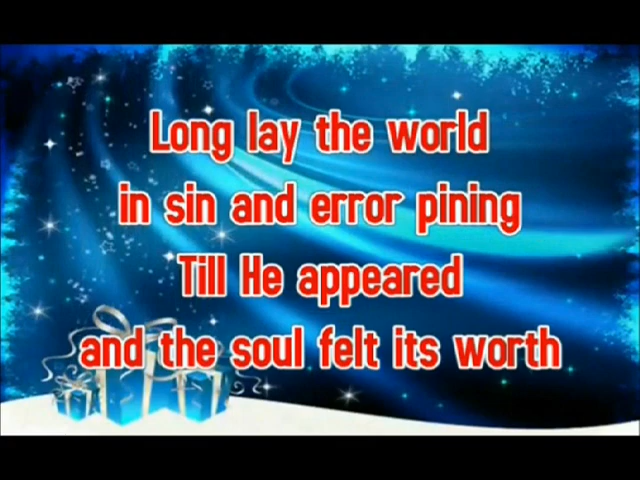 Long lay the world
in sin and error pining
Till He appeared
and the soul felt its worth